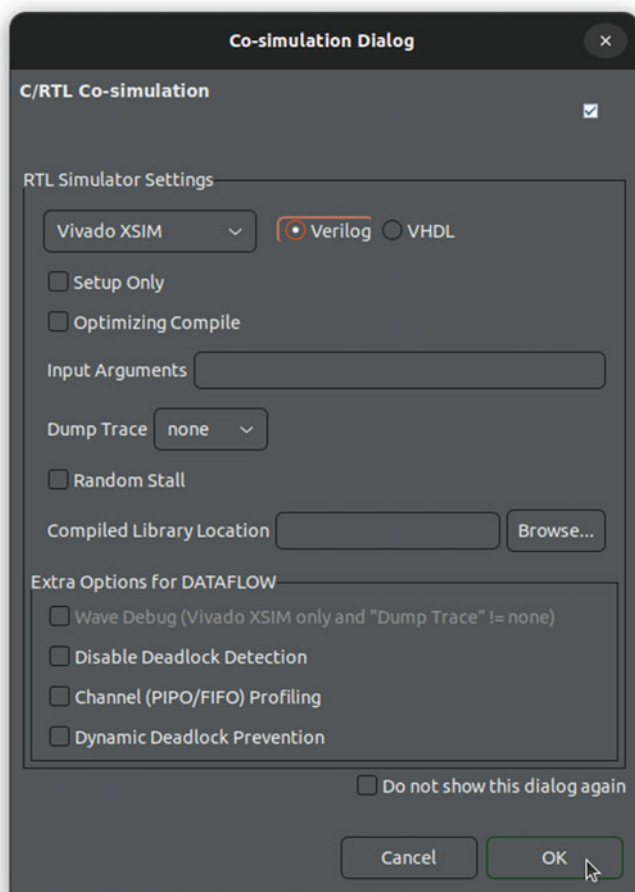 Co-simulation Dialog
C/RTL Co-simulation
RTL Simulator Settings
Vivado XSIM Verilog VHDL
Setup Only
Optimizing Compile
Input Arguments
Dump Trace none
Random Stall
Compiled Library Location Browse...
Extra Options for DATAFLOW
Wave Debug (Vivado XSIM only and "Dump Trace" != none)
Disable Deadlock Detection
Channel (PIPO/FIFO) Profiling
Dynamic Deadlock Prevention
Do not show this dialog again
Cancel OK